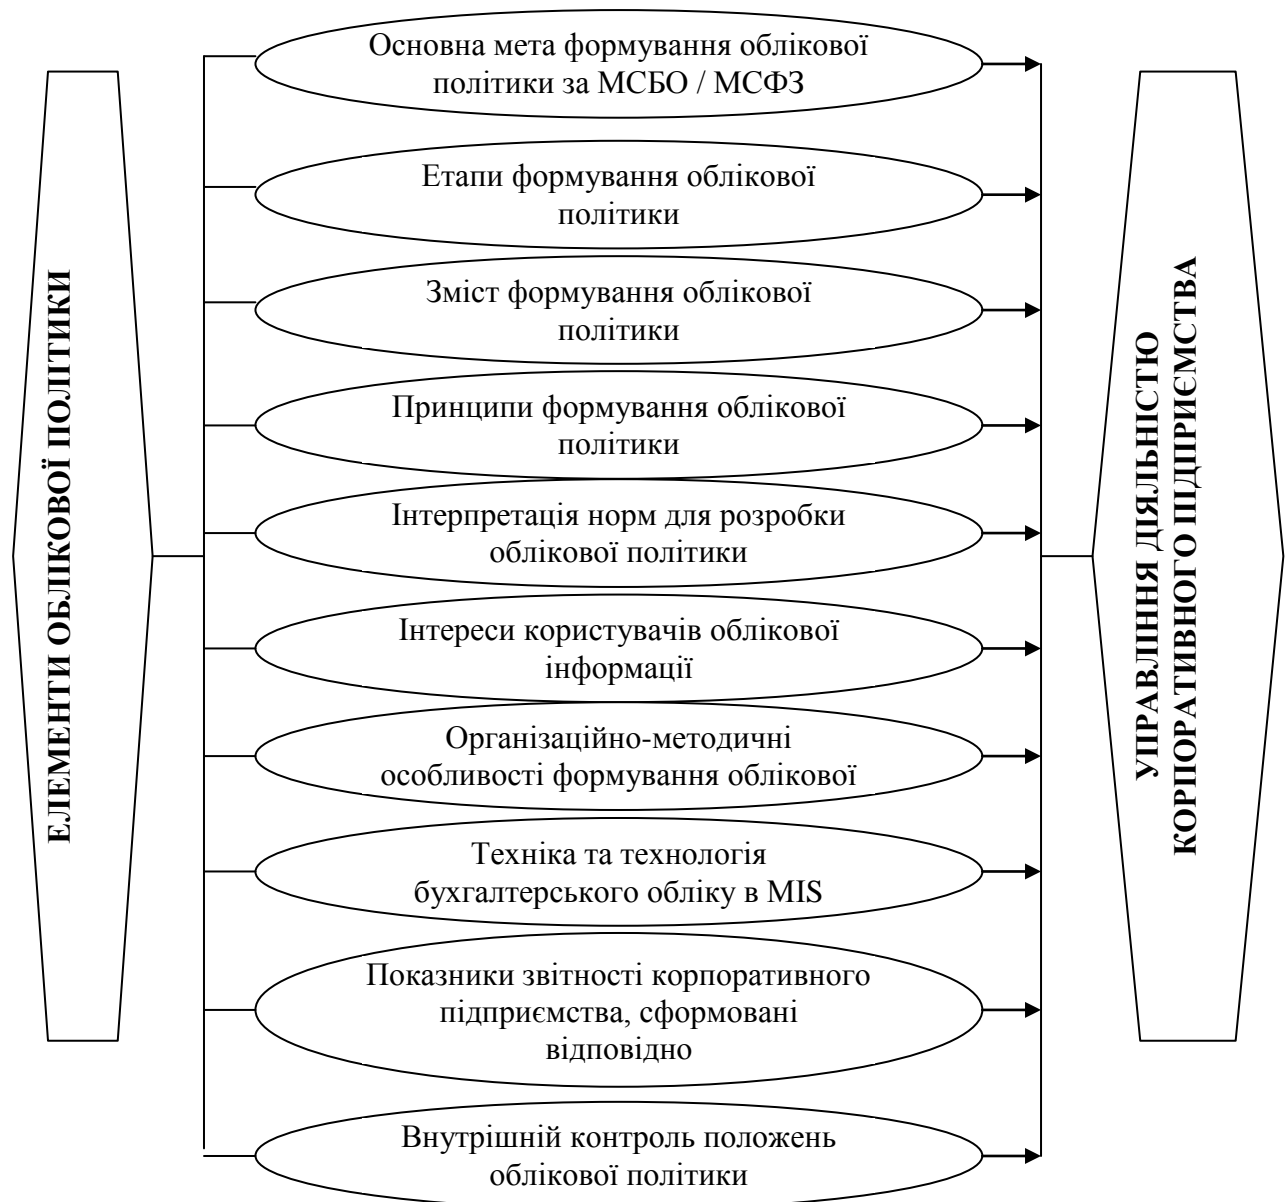 ЕЛЕМЕНТИ ОБЛІКОВОЇ ПОЛІТИКИ
Основна мета формування облікової
політики за МСБО / МСФЗ
Етапи формування облікової
політики
Зміст формування облікової
політики
Принципи формування облікової
політики
Інтерпретація норм для розробки
облікової політики
Інтереси користувачів облікової
інформації
Організаційно-методичні
особливості формування облікової
Техніка та технологія
бухгалтерського обліку в MIS
Показники звітності корпоративного
підприємства, сформовані
відповідно
Внутрішній контроль положень
облікової політики
УПРАВЛІННЯ ДІЯЛЬНІСТЮ
КОРПОРАТИВНОГО ПІДПРИЄМСТВА